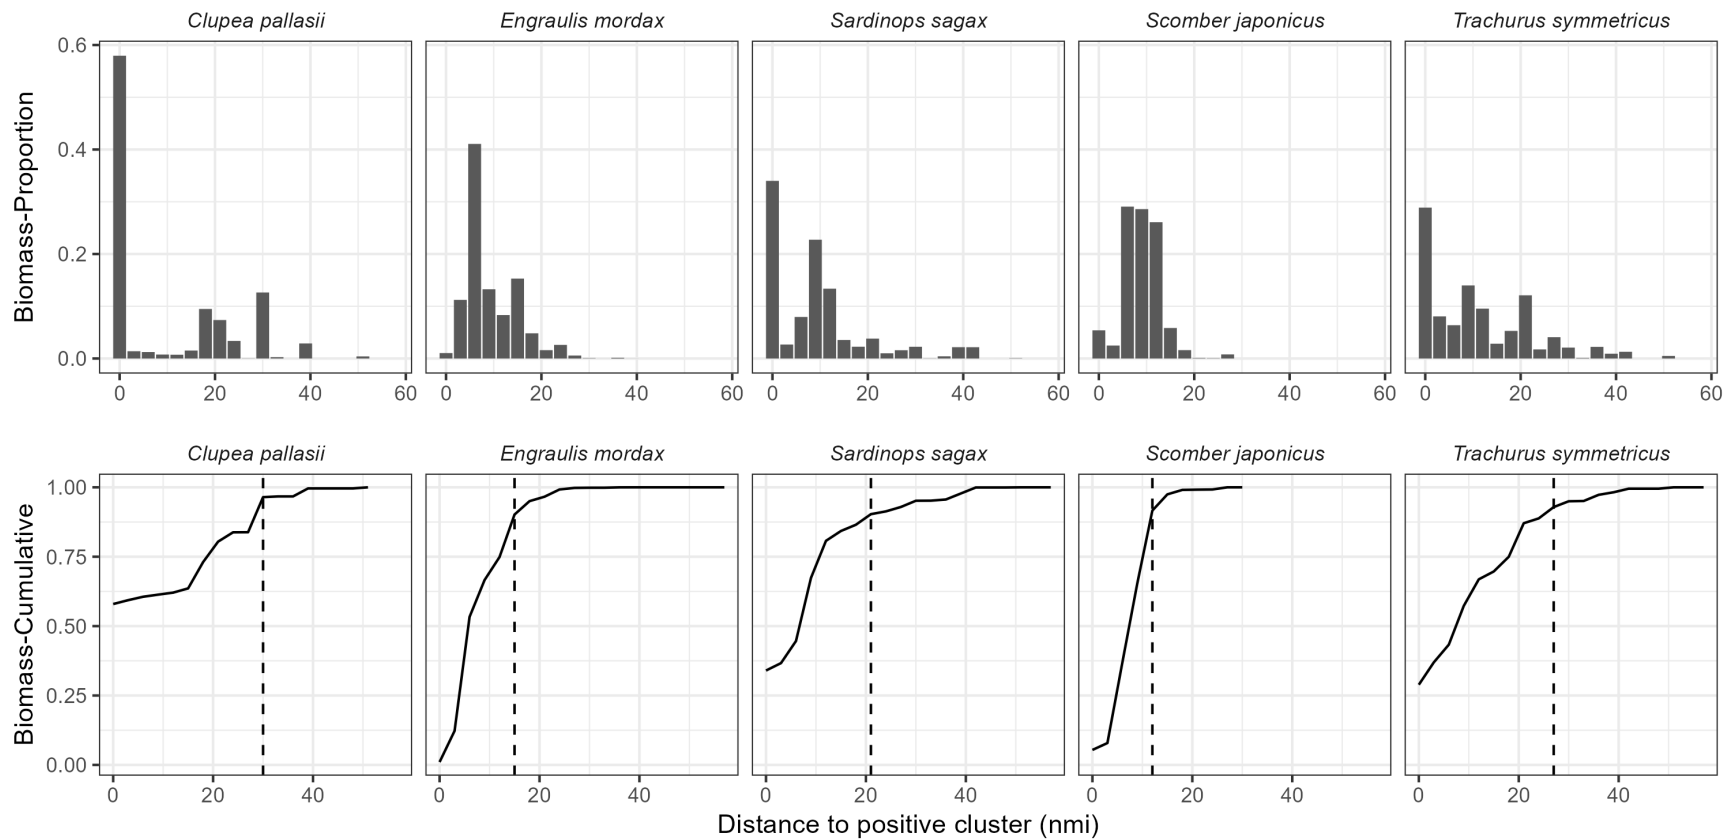 Clupea pallasii Engraulis mordax Sardinops sagax Scomber japonicus Trachurus symmetricus
0.6
0.4
0.2
0.0
Biomass-Proportion
0 20 40 60 0 20 40 60 0 20 40 60 0 20 40 60 0 20 40 60
Clupea pallasii Engraulis mordax Sardinops sagax Scomber japonicus Trachurus symmetricus
1.00
0.75
0.50
0.25
0.00
Biomass-Cumulative
0 20 40 0 20 40 0 20 40 0 20 40 0 20 40
Distance to positive cluster (nmi)